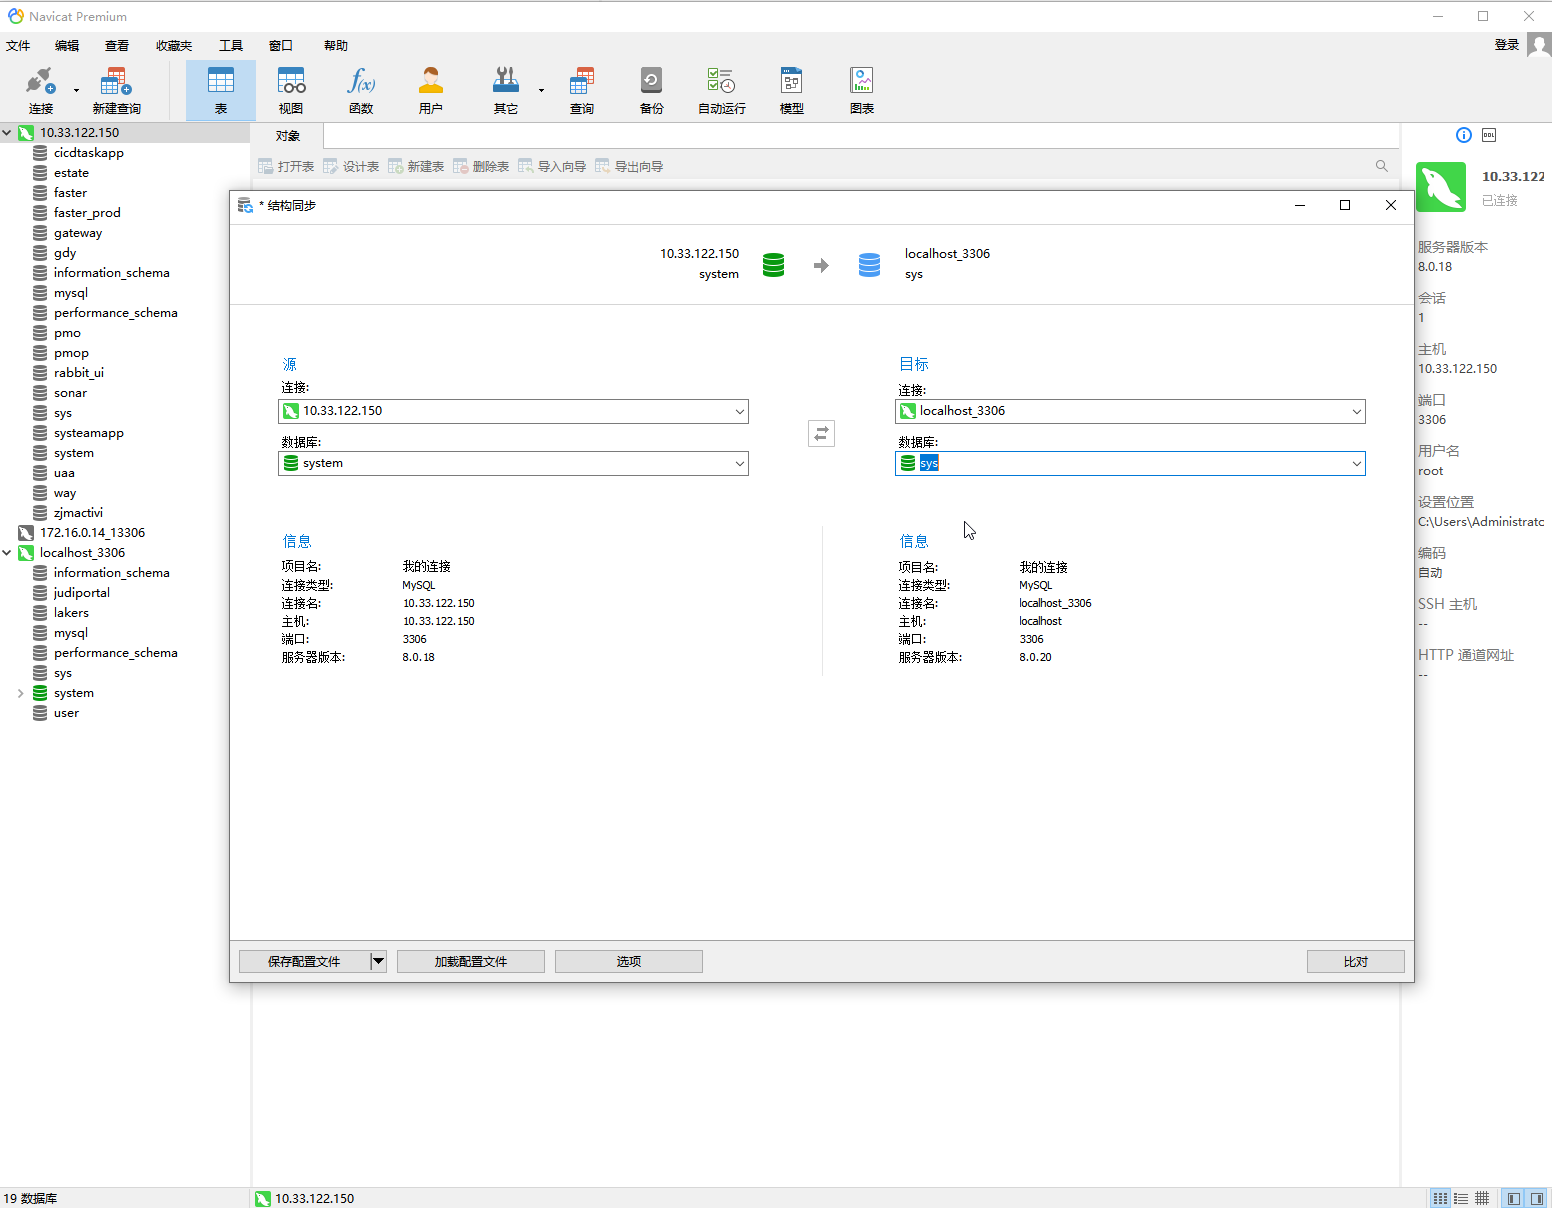 Navicat Premium
文件 编辑 查看 收藏夹 工具 窗口 帮助 登录
连接 新建查询 表 视图 函数 用户 其它 查询 备份 自动运行 模型 图表
10.33.122.150
cicdtaskapp
estate
faster
faster_prod
gateway
gdy
information_schema
mysql
performance_schema
pmo
pmop
rabbit_ui
sonar
sys
systeamapp
system
uaa
way
zjmactivi
172.16.0.14_13306
localhost_3306
information_schema
judiportal
lakers
mysql
performance_schema
sys
system
user
对象
打开表 设计表 新建表 删除表 导入向导 导出向导
* 结构同步
10.33.122.150
system
localhost_3306
sys
源
连接:
10.33.122.150
数据库:
system
信息
项目名: 我的连接
连接类型: MySQL
连接名: 10.33.122.150
主机: 10.33.122.150
端口: 3306
服务器版本: 8.0.18
目标
连接:
localhost_3306
数据库:
sys
信息
项目名: 我的连接
连接类型: MySQL
连接名: localhost_3306
主机: localhost
端口: 3306
服务器版本: 8.0.20
保存配置文件 加载配置文件 选项 比对
DDL
10.33.122
已连接
服务器版本
8.0.18
会话
1
主机
10.33.122.150
端口
3306
用户名
root
设置位置
C:\Users\Administratc
编码
自动
SSH 主机
--
HTTP 通道网址
--
19 数据库 10.33.122.150